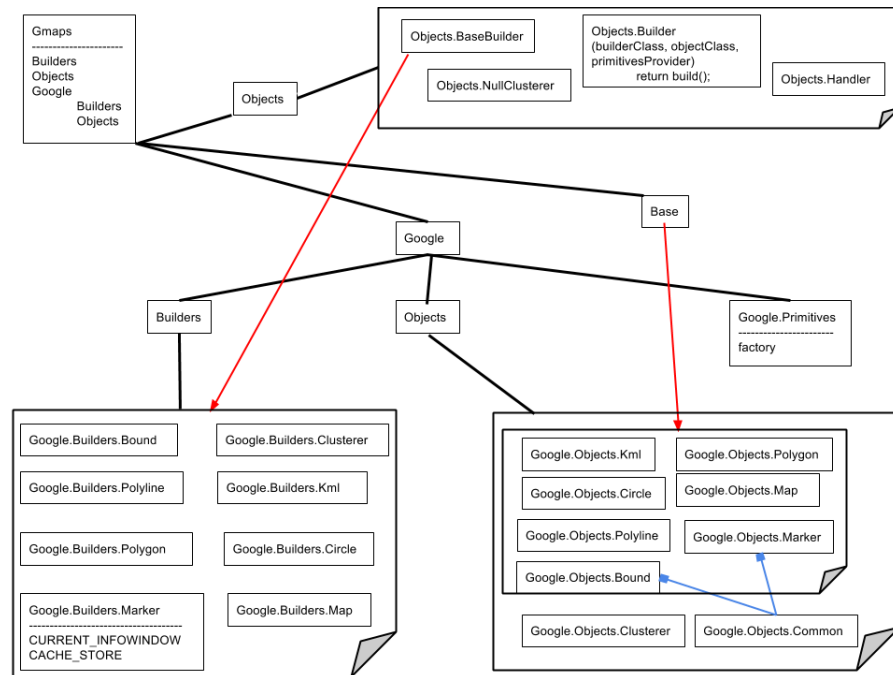 Gmaps
-----------------------
Builders
Objects
Google
Builders
Objects
Objects
Objects.BaseBuilder
Objects.NullClusterer
Objects.Builder
(builderClass, objectClass,
primitivesProvider)
return build();
Objects.Handler
Base
Google
Builders
Objects
Google.Primitives
-----------------------
factory
Google.Builders.Bound
Google.Builders.Clusterer
Google.Builders.Polyline
Google.Builders.Kml
Google.Builders.Polygon
Google.Builders.Circle
Google.Builders.Marker
-------------------------------------
CURRENT_INFOWINDOW
CACHE_STORE
Google.Builders.Map
Google.Objects.Kml
Google.Objects.Polygon
Google.Objects.Circle
Google.Objects.Map
Google.Objects.Polyline
Google.Objects.Marker
Google.Objects.Bound
Google.Objects.Clusterer
Google.Objects.Common